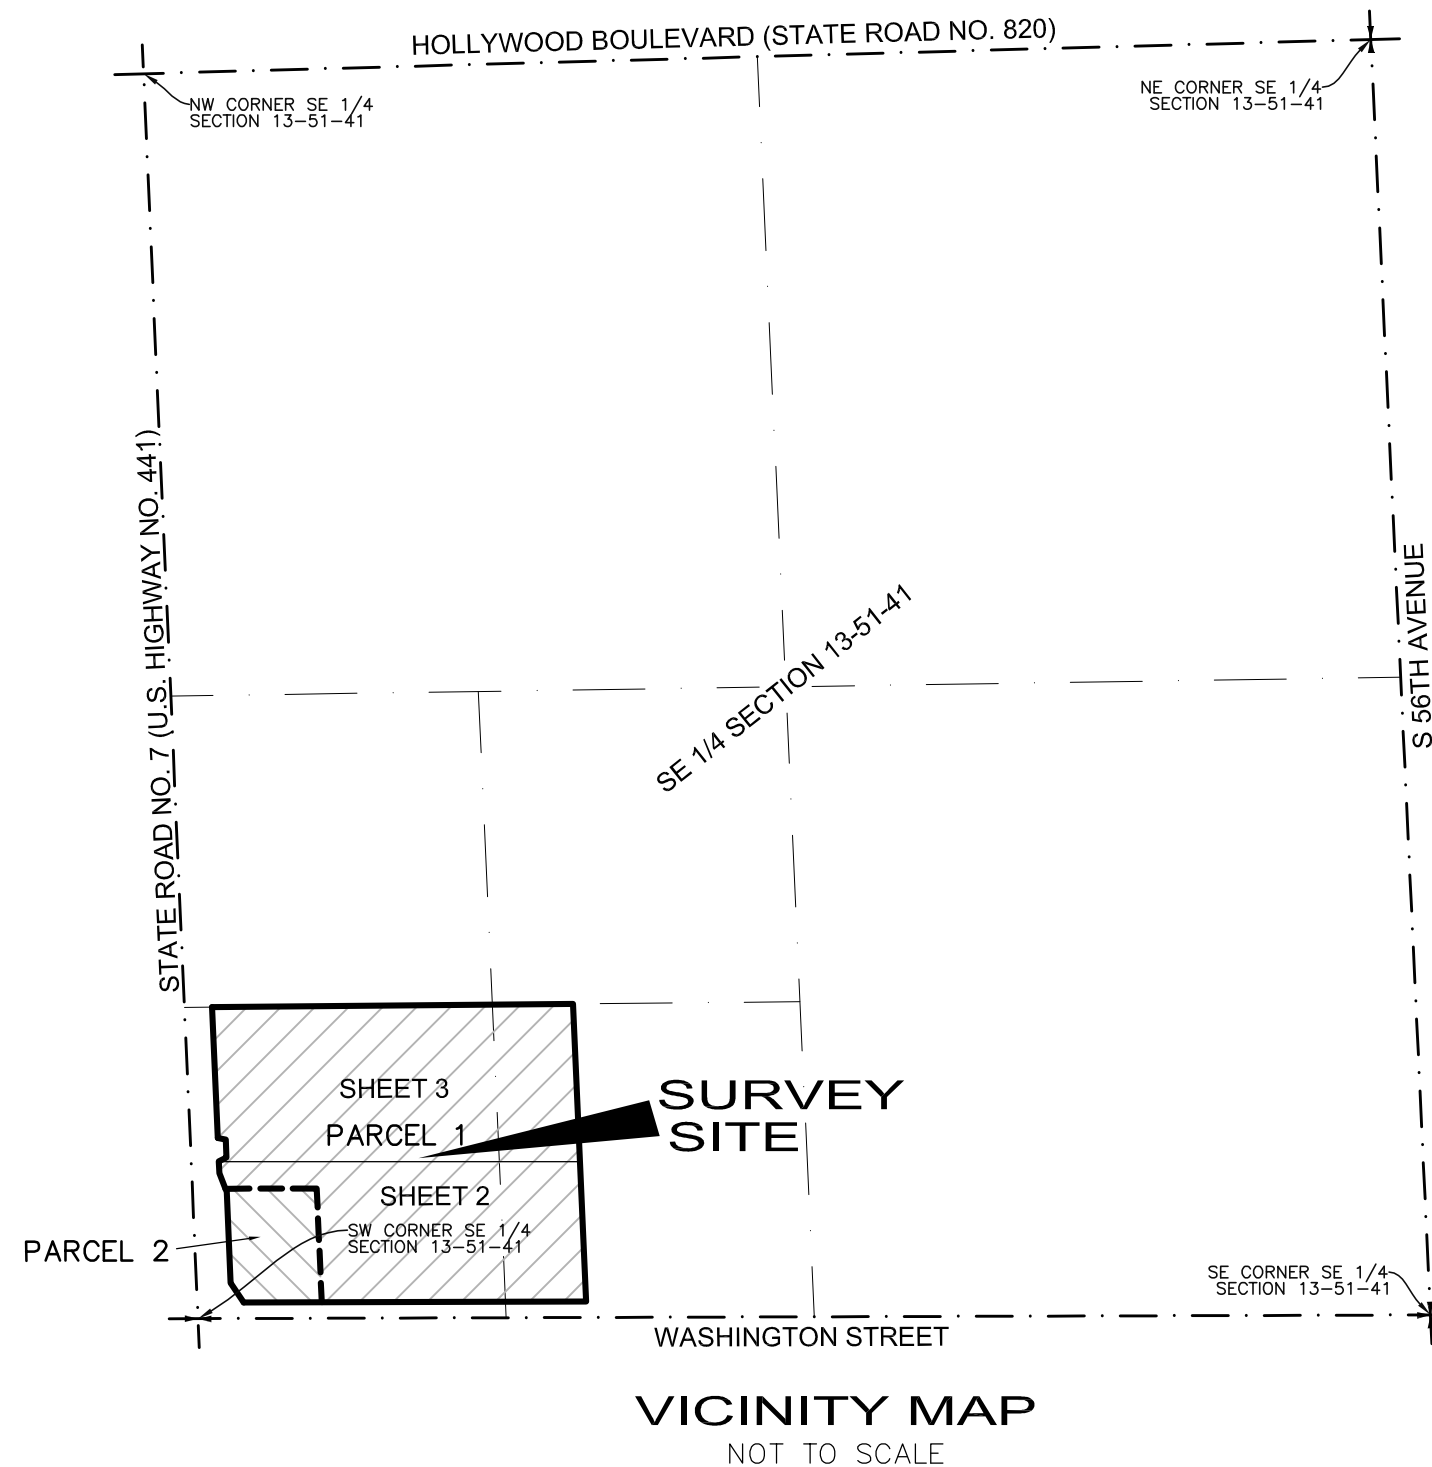 HOLLYWOOD BOULEVARD (STATE ROAD NO. 820)
NW CORNER SE 1/4
SECTION 13-51-41
NE CORNER SE 1/4
SECTION 13-51-41
STATE ROAD NO. 7 (U.S. HIGHWAY NO. 441)
S 56TH AVENUE
SE 1/4 SECTION 13-51-41
SHEET 3
PARCEL 1
SURVEY
SITE
SHEET 2
PARCEL 2
SW CORNER SE 1/4
SECTION 13-51-41
SE CORNER SE 1/4
SECTION 13-51-41
WASHINGTON STREET
VICINITY MAP
NOT TO SCALE